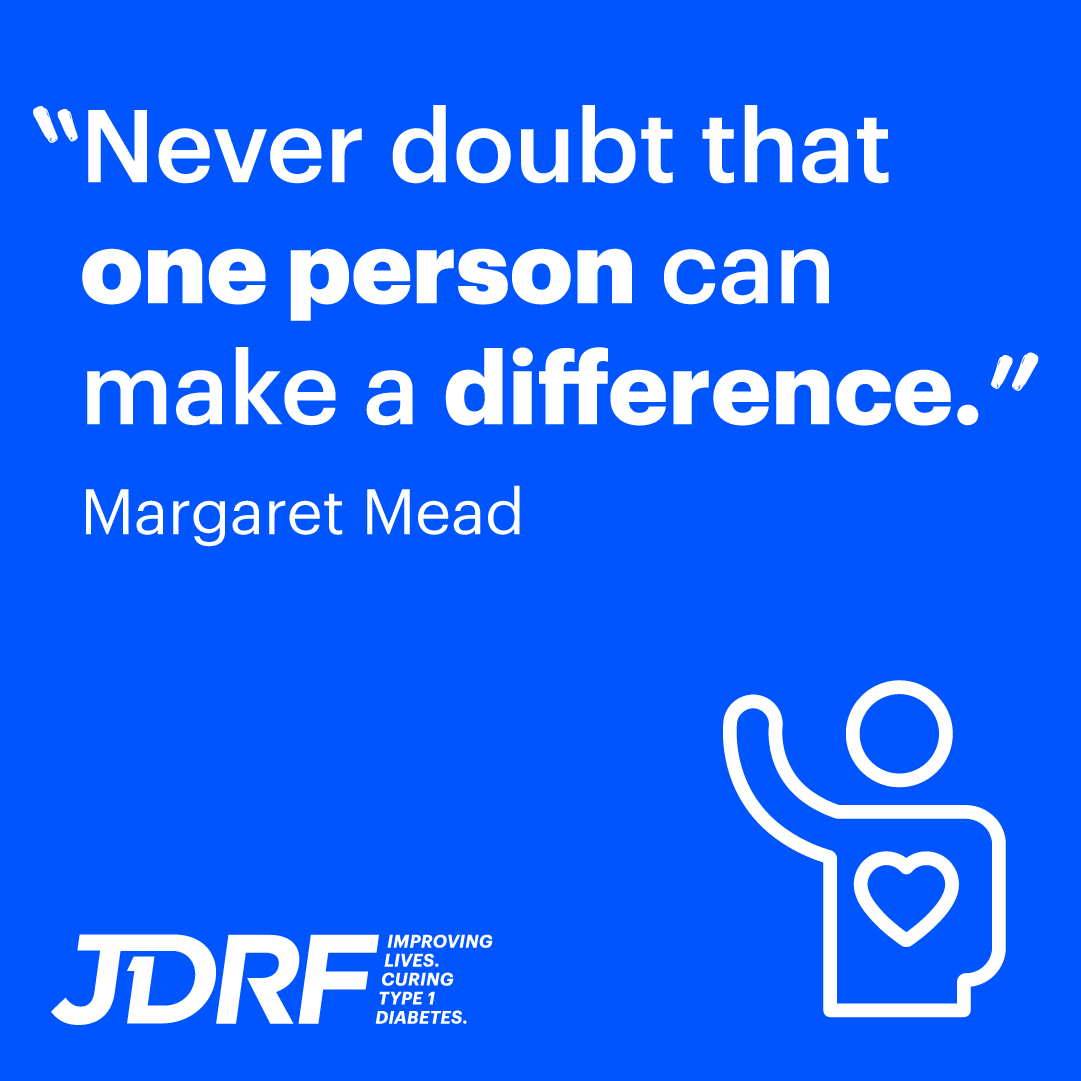 “Never doubt that
one person can
make a difference.”
Margaret Mead
JDRF
IMPROVING
LIVES.
CURING
TYPE 1
DIABETES.